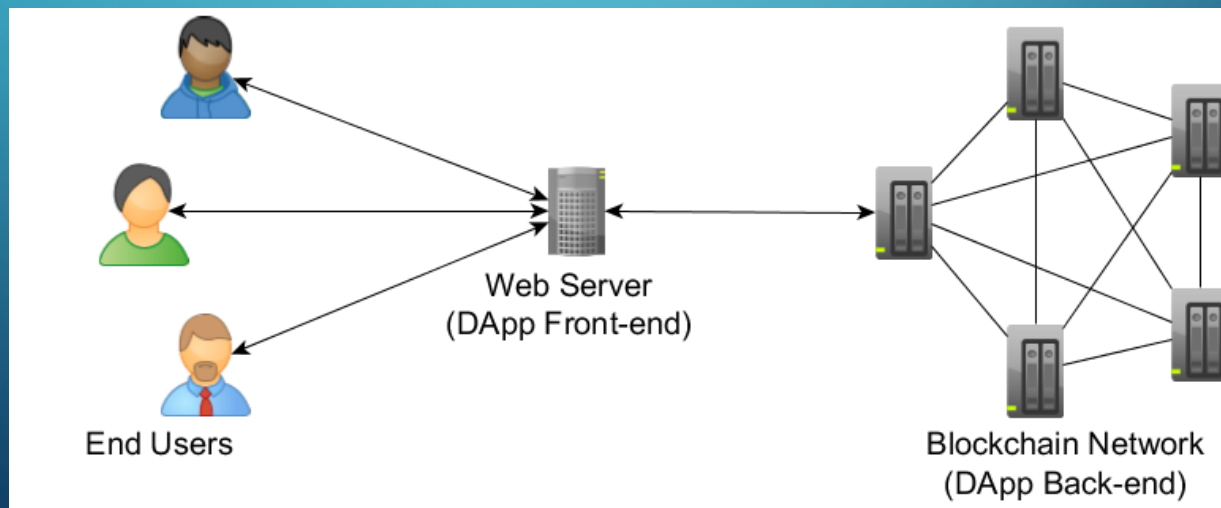 Web Server
(DApp Front-end)
End Users
Blockchain Network
(DApp Back-end)